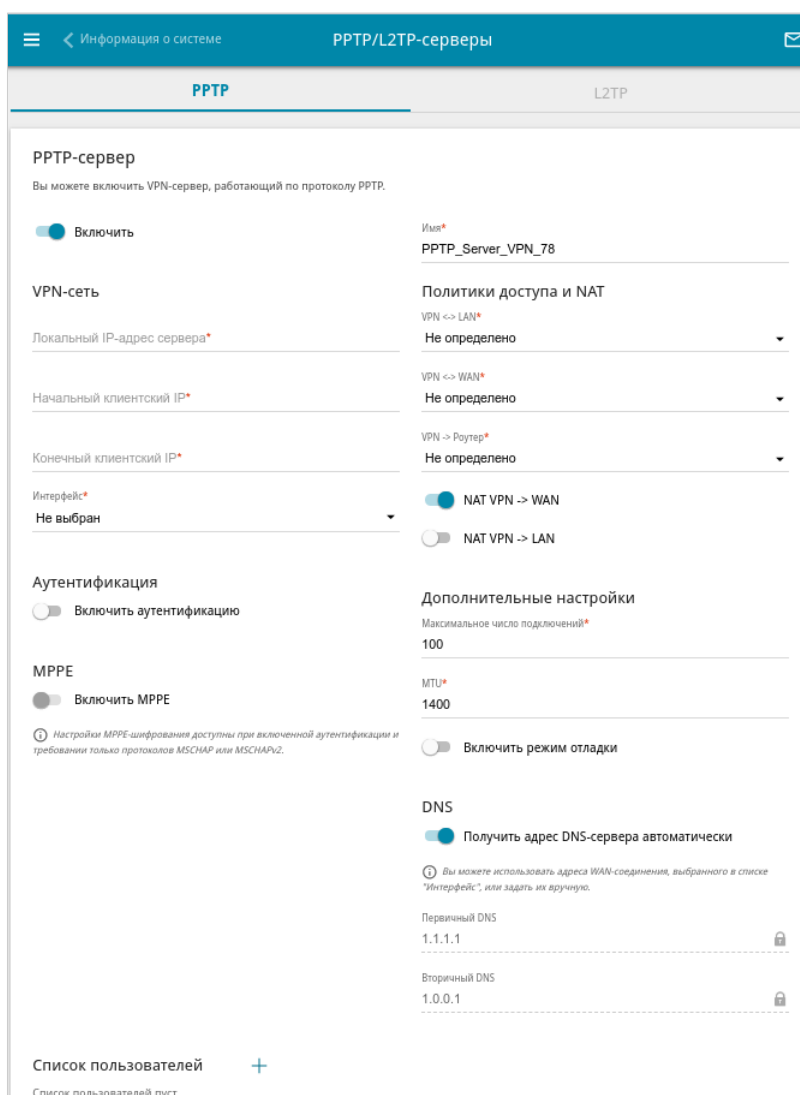 Информация о системе
PPTP/L2TP-серверы
PPTP
L2TP
PPTP-сервер
Вы можете включить VPN-сервер, работающий по протоколу PPTP.
Включить
Имя*
PPTP_Server_VPN_78
VPN-сеть
Локальный IP-адрес сервера*
Начальный клиентский IP*
Конечный клиентский IP*
Интерфейс*
Не выбран
Политики доступа и NAT
VPN <-> LAN*
Не определено
VPN <-> WAN*
Не определено
VPN -> Роутер*
Не определено
NAT VPN -> WAN
NAT VPN -> LAN
Аутентификация
Включить аутентификацию
MPPE
Включить MPPE
Настройки MPPE-шифрования доступны при включенной аутентификации и
требовании только протоколов MSCHAP или MSCHAPv2.
Дополнительные настройки
Максимальное число подключений*
100
MTU*
1400
Включить режим отладки
DNS
Получить адрес DNS-сервера автоматически
Вы можете использовать адреса WAN-соединения, выбранного в списке
"Интерфейс", или задать их вручную.
Первичный DNS
1.1.1.1
Вторичный DNS
1.0.0.1
Список пользователей
Список пользователей пуст